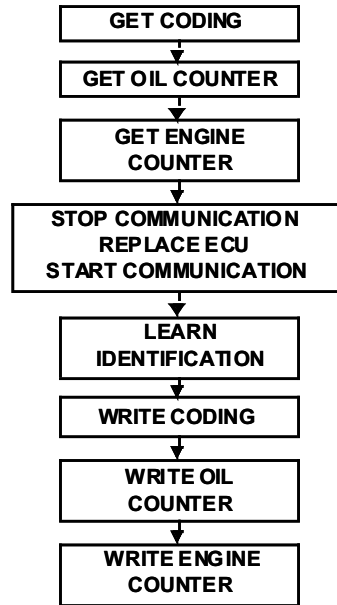 GET CODING
GET OIL COUNTER
GET ENGINE
COUNTER
STOP COMMUNICATION
REPLACE ECU
START COMMUNICATION
LEARN
IDENTIFICATION
WRITE CODING
WRITE OIL
COUNTER
WRITE ENGINE
COUNTER